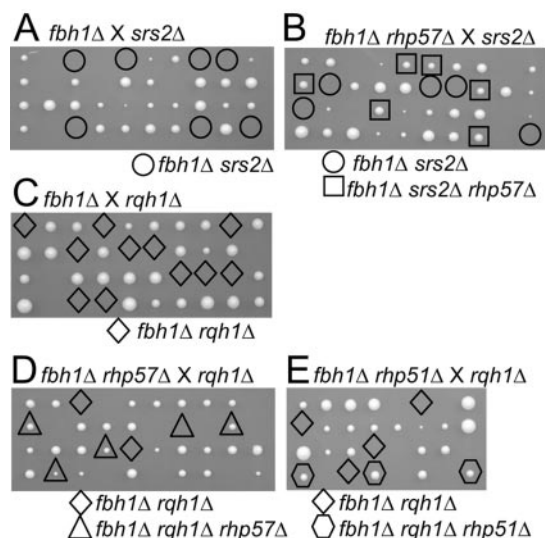 A fbh1Δ X srs2Δ
fbh1Δ srs2Δ
B fbh1Δ rhp57Δ X srs2Δ
fbh1Δ srs2Δ
fbh1Δ srs2Δ rhp57Δ
C fbh1Δ X rqh1Δ
fbh1Δ rqh1Δ
D fbh1Δ rhp57Δ X rqh1Δ
fbh1Δ rqh1Δ
fbh1Δ rqh1Δ rhp57Δ
E fbh1Δ rhp51Δ X rqh1Δ
fbh1Δ rqh1Δ
fbh1Δ rqh1Δ rhp51Δ